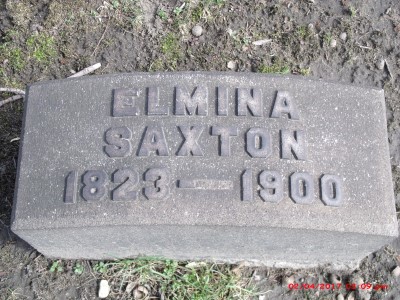 ELMINA
SAXTON
1823 — 1900